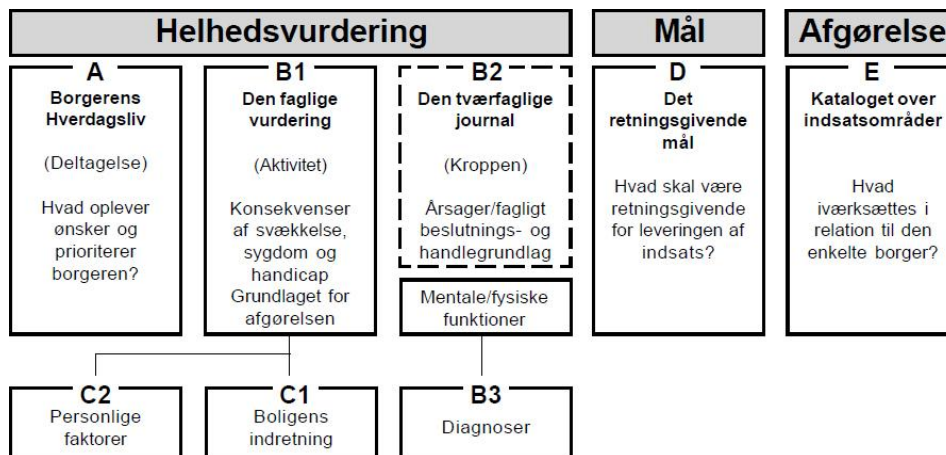 Helhedsvurdering
Mål
Afgørelse
A
Borgerens
Hverdagsliv
(Deltagelse)
Hvad oplever
ønsker og
prioriterer
borgeren?
B1
Den faglige
vurdering
(Aktivitet)
Konsekvenser
af svækkelse,
sygdom og
handicap
Grundlaget for
afgørelsen
B2
Den tværfaglige
journal
(Kroppen)
Årsager/fagligt
beslutnings- og
handlegrundlag
Mentale/fysiske
funktioner
D
Det
retningsgivende
mål
Hvad skal være
retningsgivende
for leveringen af
indsats?
E
Kataloget over
indsatsområder
Hvad
iværksættes i
relation til den
enkelte borger?
C2
Personlige
faktorer
C1
Boligens
indretning
B3
Diagnoser